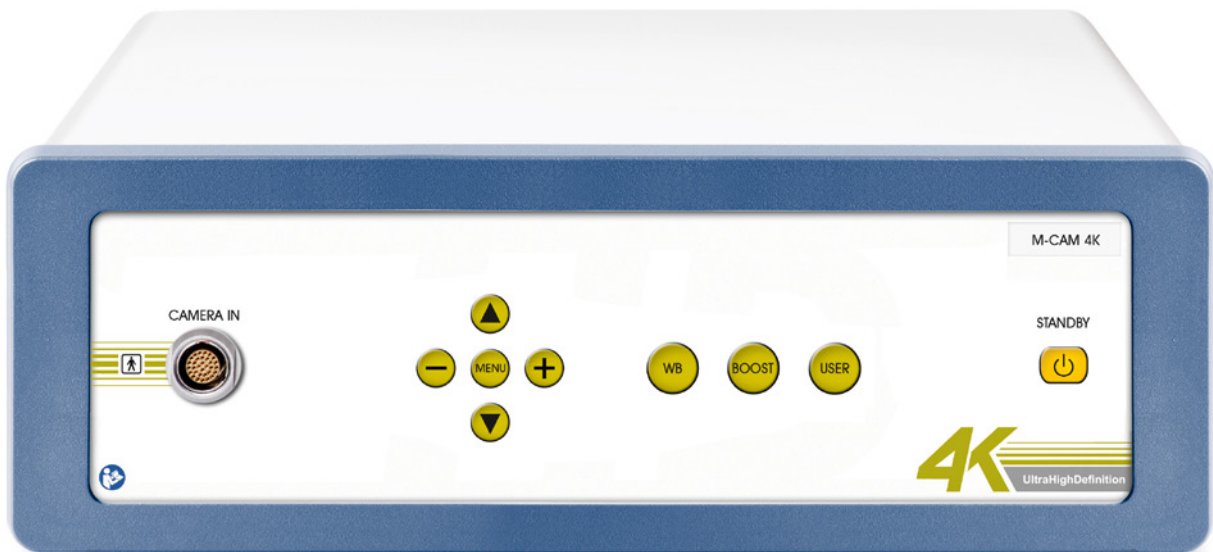 M-CAM 4K
CAMERA IN
STANDBY
MENU
WB
BOOST
USER
4K
UltraHighDefinition